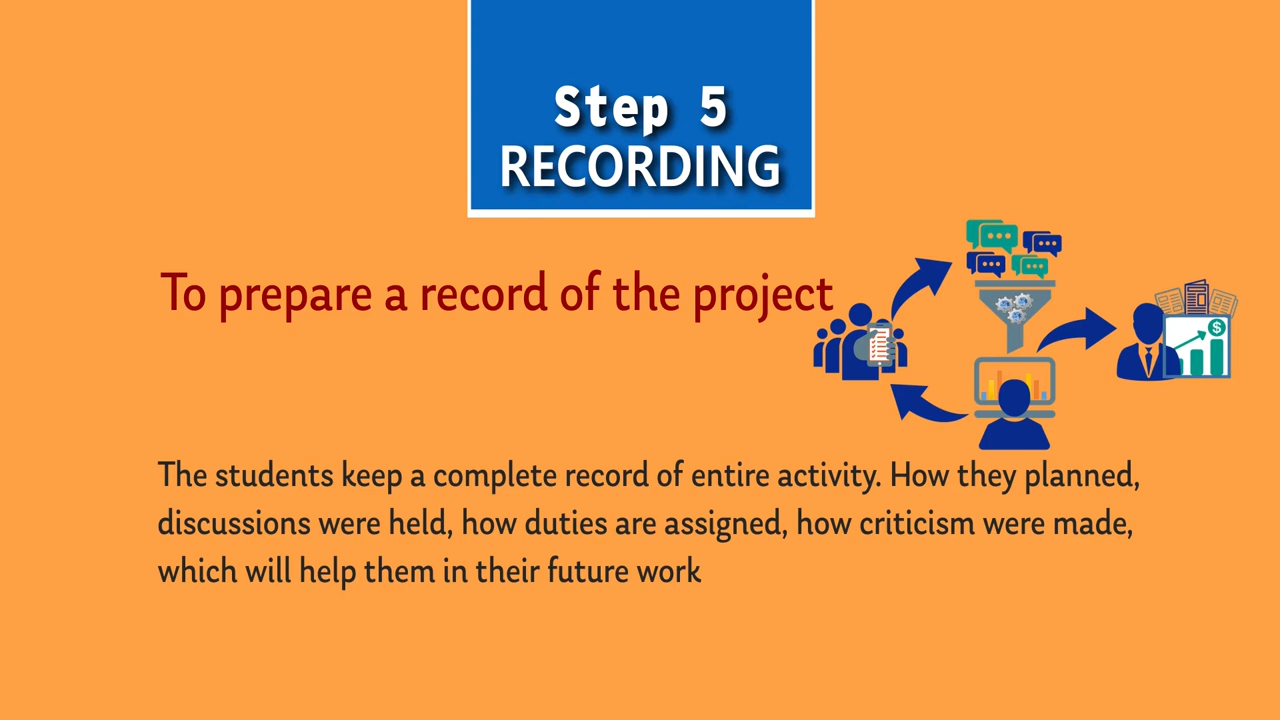 Step 5
RECORDING
To prepare a record of the project
$
The students keep a complete record of entire activity. How they planned,
discussions were held, how duties are assigned, how criticism were made,
which will help them in their future work